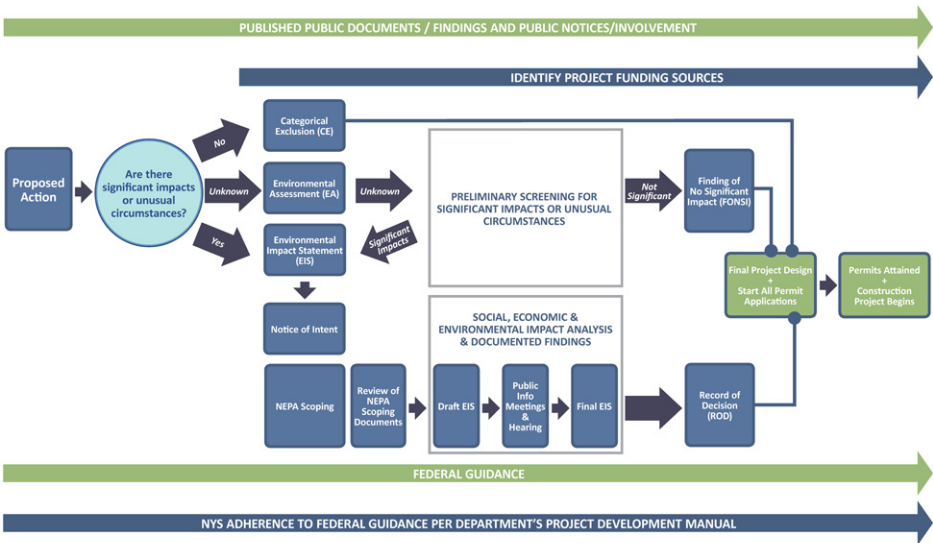 PUBLISHED PUBLIC DOCUMENTS / FINDINGS AND PUBLIC NOTICES/INVOLVEMENT
IDENTIFY PROJECT FUNDING SOURCES
Proposed
Action
Are there
significant impacts
or unusual
circumstances?
No
Unknown
Yes
Categorical
Exclusion (CE)
Environmental
Assessment (EA)
Environmental
Impact Statement
(EIS)
Unknown
Significant
Impacts
PRELIMINARY SCREENING FOR
SIGNIFICANT IMPACTS OR UNUSUAL
CIRCUMSTANCES
Not
Significant
Finding of
No Significant
Impact (FONSI)
Final Project Design
+
Start All Permit
Applications
Permits Attained
+
Construction
Project Begins
Notice of Intent
NEPA Scoping
Review of
NEPA
Scoping
Documents
SOCIAL, ECONOMIC &
ENVIRONMENTAL IMPACT ANALYSIS
& DOCUMENTED FINDINGS
Draft EIS
Public
Info
Meetings
&
Hearing
Final EIS
Record of
Decision
(ROD)
FEDERAL GUIDANCE
NYS ADHERENCE TO FEDERAL GUIDANCE PER DEPARTMENT'S PROJECT DEVELOPMENT MANUAL